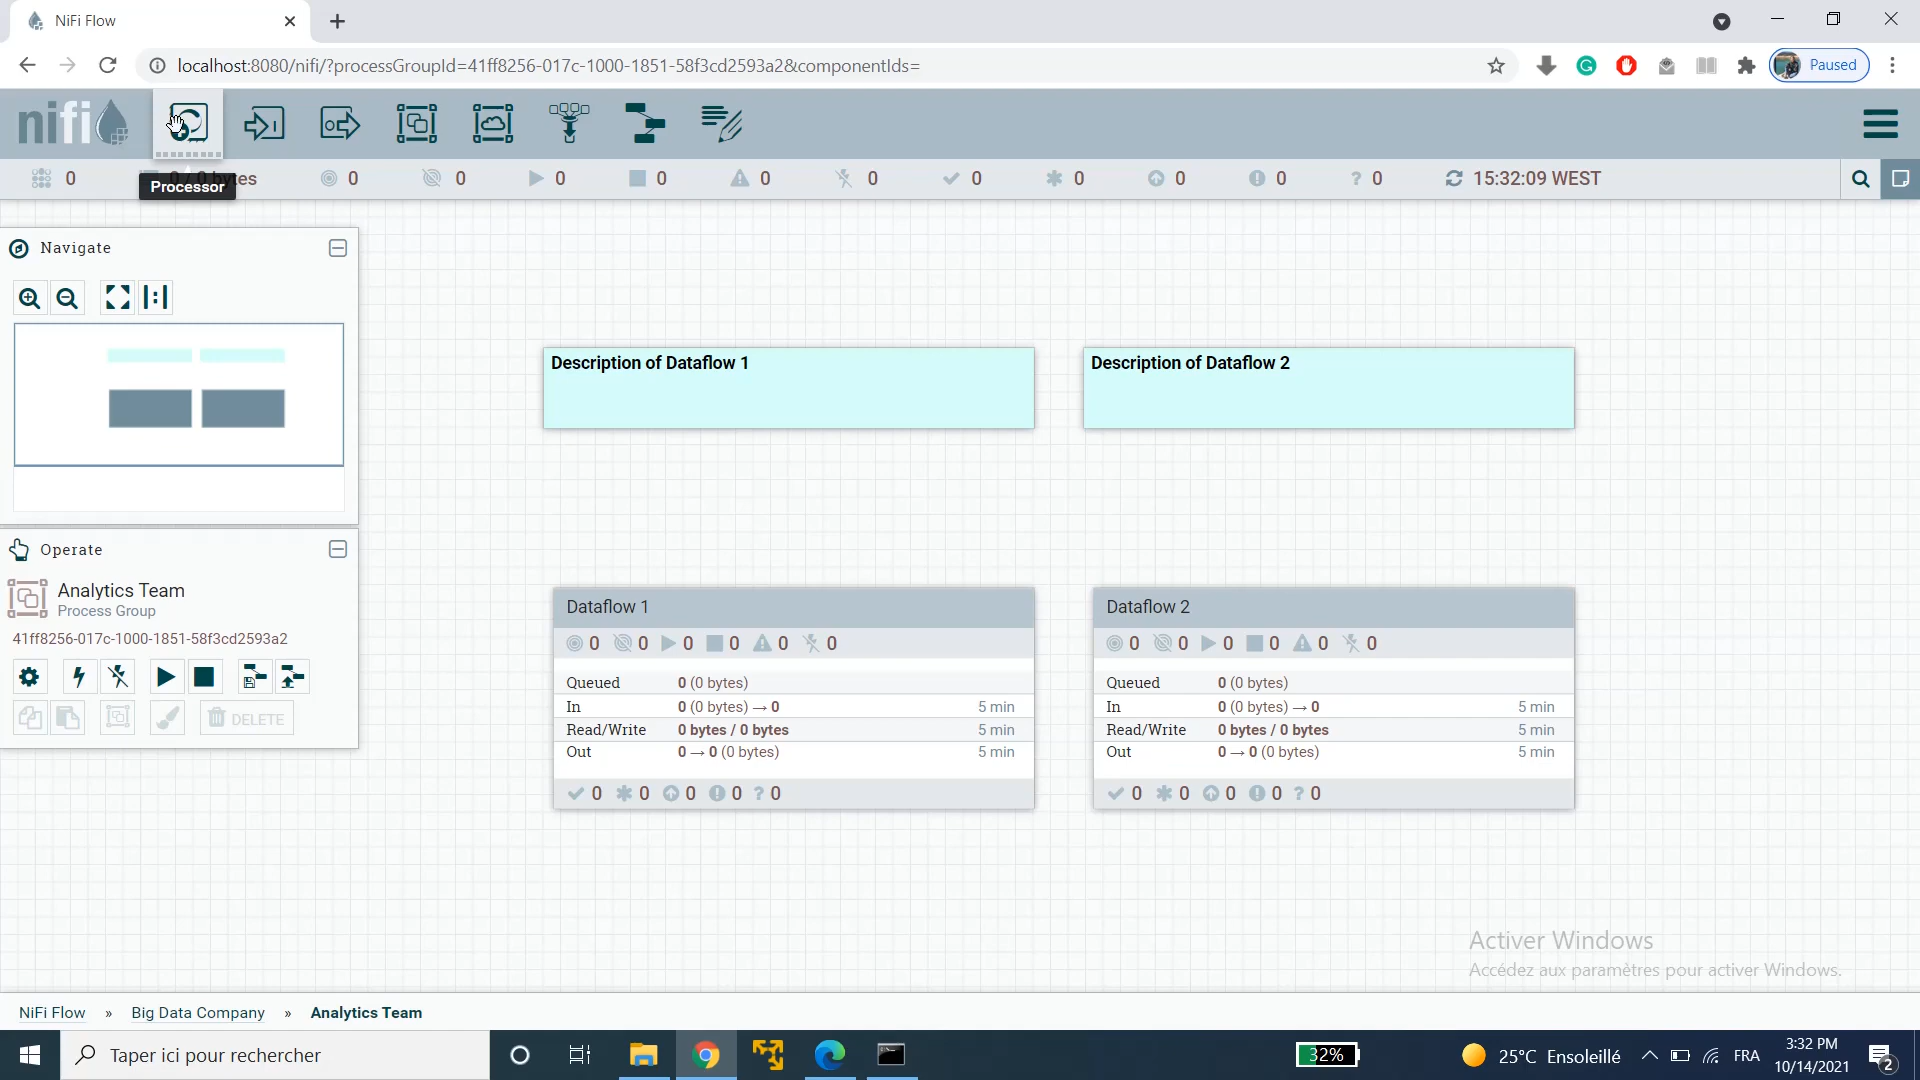 NiFi Flow
localhost:8080/nifi/?processGroupId=41ff8256-017c-1000-1851-58f3cd2593a2&componentIds=
Paused
nifi
0
bytes
0
0
0
0
0
0
0
0
0
0
0
15:32:09 WEST
Processor
Navigate
Operate
Analytics Team
Process Group
41ff8256-017c-1000-1851-58f3cd2593a2
DELETE
Description of Dataflow 1
Description of Dataflow 2
Dataflow 1
0 0 0 0 0 0
Queued 0 (0 bytes)
In 0 (0 bytes) → 0 5 min
Read/Write 0 bytes / 0 bytes 5 min
Out 0 → 0 (0 bytes) 5 min
0 0 0 0 ? 0
Dataflow 2
0 0 0 0 0 0
Queued 0 (0 bytes)
In 0 (0 bytes) → 0 5 min
Read/Write 0 bytes / 0 bytes 5 min
Out 0 → 0 (0 bytes) 5 min
0 0 0 0 ? 0
Activer Windows
Accédez aux paramètres pour activer Windows.
NiFi Flow » Big Data Company » Analytics Team
Taper ici pour rechercher
32%
25°C Ensoleillé
FRA
3:32 PM
10/14/2021
2